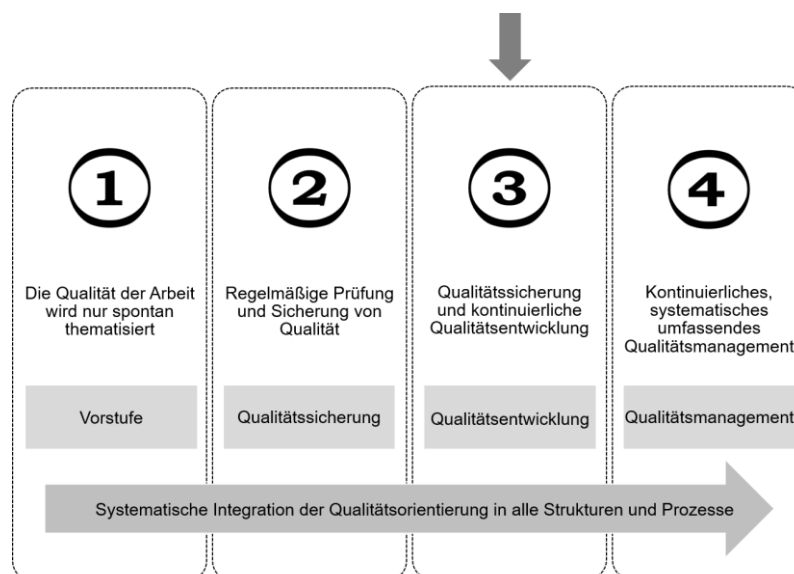 1
Die Qualität der Arbeit
wird nur spontan
thematisiert
Vorstufe
2
Regelmäßige Prüfung
und Sicherung von
Qualität
Qualitätssicherung
3
Qualitätssicherung
und kontinuierliche
Qualitätsentwicklung
Qualitätsentwicklung
4
Kontinuierliches,
systematisches
umfassendes
Qualitätsmanagement
Qualitätsmanagement
Systematische Integration der Qualitätsorientierung in alle Strukturen und Prozesse